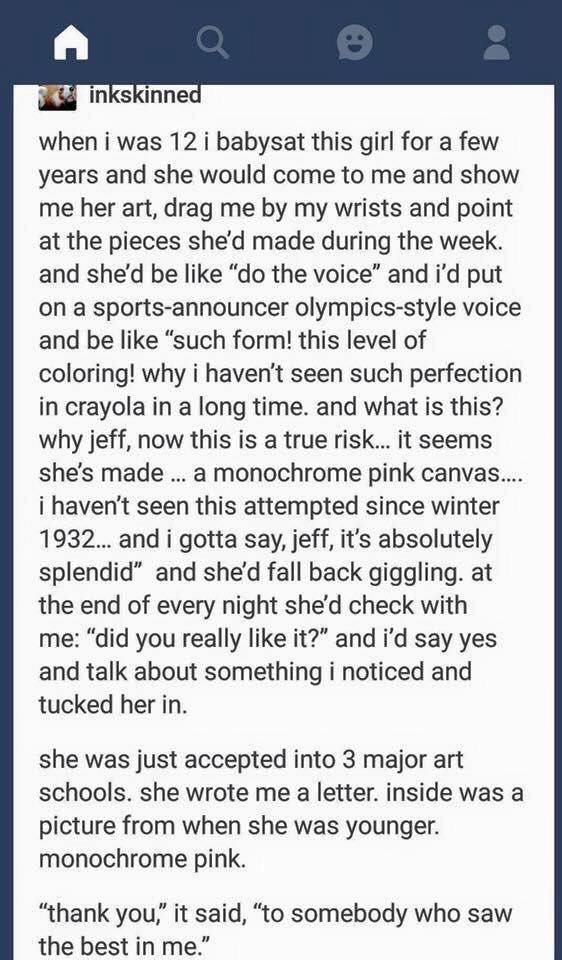 inkskinned
when i was 12 i babysat this girl for a few
years and she would come to me and show
me her art, drag me by my wrists and point
at the pieces she’d made during the week.
and she’d be like “do the voice” and i’d put
on a sports-announcer olympics-style voice
and be like “such form! this level of
coloring! why i haven’t seen such perfection
in crayola in a long time. and what is this?
why jeff, now this is a true risk… it seems
she’s made … a monochrome pink canvas….
i haven’t seen this attempted since winter
1932… and i gotta say, jeff, it’s absolutely
splendid”  and she’d fall back giggling. at
the end of every night she’d check with
me: “did you really like it?” and i’d say yes
and talk about something i noticed and
tucked her in.
she was just accepted into 3 major art
schools. she wrote me a letter. inside was a
picture from when she was younger.
monochrome pink.
“thank you,” it said, “to somebody who saw
the best in me.”